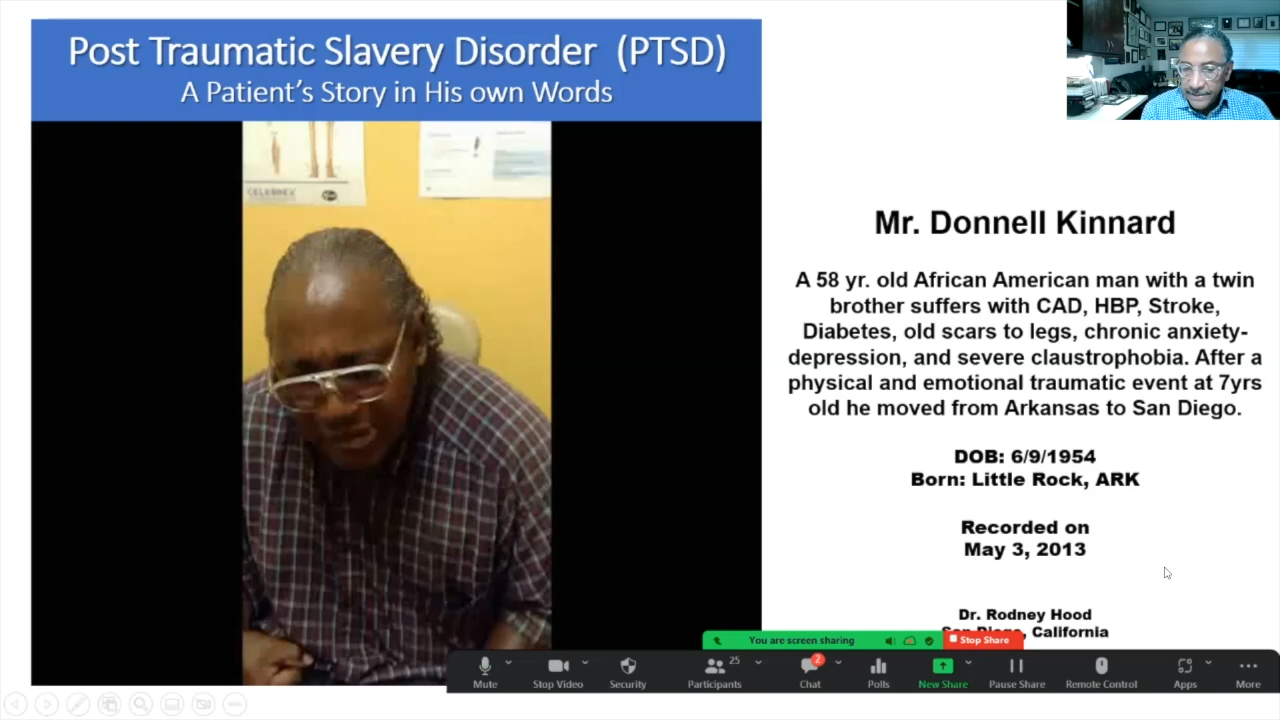 Post Traumatic Slavery Disorder (PTSD)
A Patient's Story in His own Words
CELEBREX
Mr. Donnell Kinnard
A 58 yr. old African American man with a twin
brother suffers with CAD, HBP, Stroke,
Diabetes, old scars to legs, chronic anxiety-
depression, and severe claustrophobia. After a
physical and emotional traumatic event at 7yrs
old he moved from Arkansas to San Diego.
DOB: 6/9/1954
Born: Little Rock, ARK
Recorded on
May 3, 2013
Dr. Rodney Hood
San Diego, California
You are screen sharing
Stop Share
Mute
Stop Video
Security
25
Participants
2
Chat
Polls
New Share
Pause Share
Remote Control
Apps
More